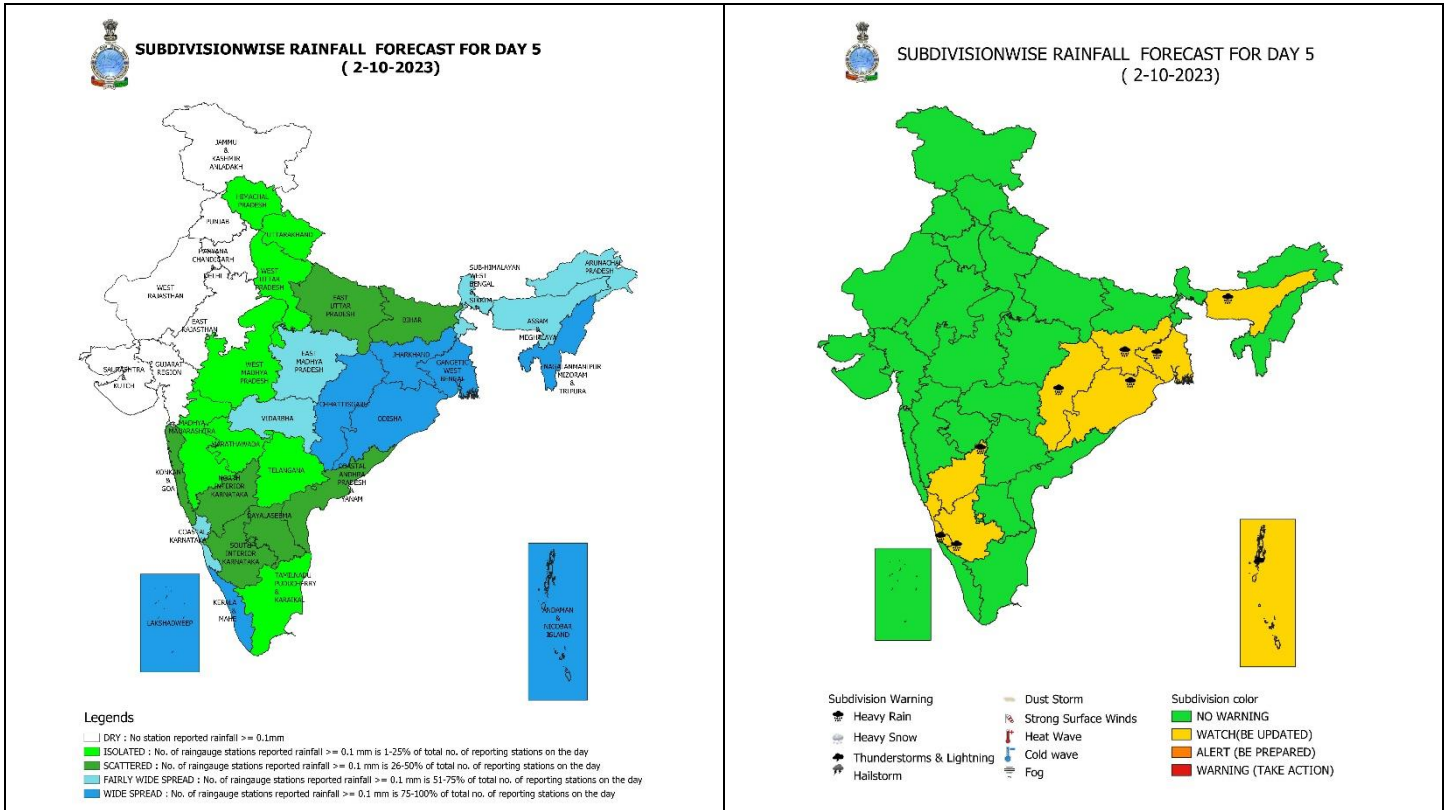 SUBDIVISIONWISE RAINFALL FORECAST FOR DAY 5
( 2-10-2023)
JAMMU
&
KASHMIR
ANLADAKH
HIMACHAL
PRADESH
PUNJAB
UTTARAKHAND
HARYANA
CHANDIGARH
&
DELHI
WEST
UTTAR
PRADESH
WEST
RAJASTHAN
EAST
RAJASTHAN
EAST
UTTAR
PRADESH
BIHAR
SUB-HIMALAYAN
WEST
BENGAL
&
SIKKIM
ARUNACHAL
PRADESH
ASSAM
&
MEGHALAYA
NAGALANMANIPUR
MIZORAM
&
TRIPURA
SAURASHTRA
&
KUTCH
GUJARAT
REGION
WEST
MADHYA
PRADESH
EAST
MADHYA
PRADESH
JHARKHAND
GANGETIC
WEST
BENGAL
CHHATTISGARH
ODISHA
VIDARBHA
MADHYA
MAHARASHTRA
MARATHAWADA
KONKAN
&
GOA
TELANGANA
NORTH
INTERIOR
KARNATAKA
COASTAL
ANDHRA
PRADESH
&
YANAM
RAYALASEEMA
COASTAL
KARNATAKA
SOUTH
INTERIOR
KARNATAKA
TAMILNADU
PUDUCHERRY
&
KARAIKAL
KERALA
&
MAHE
LAKSHADWEEP
ANDAMAN
&
NICOBAR
ISLAND
Legends
DRY : No station reported rainfall >= 0.1mm
ISOLATED : No. of raingauge stations reported rainfall >= 0.1 mm is 1-25% of total no. of reporting stations on the day
SCATTERED : No. of raingauge stations reported rainfall >= 0.1 mm is 26-50% of total no. of reporting stations on the day
FAIRLY WIDE SPREAD : No. of raingauge stations reported rainfall >= 0.1 mm is 51-75% of total no. of reporting stations on the day
WIDE SPREAD : No. of raingauge stations reported rainfall >= 0.1 mm is 75-100% of total no. of reporting stations on the day
SUBDIVISIONWISE RAINFALL FORECAST FOR DAY 5
( 2-10-2023)
Subdivision Warning
Heavy Rain
Heavy Snow
Thunderstorms & Lightning
Hailstorm
Dust Storm
Strong Surface Winds
Heat Wave
Cold wave
Fog
Subdivision color
NO WARNING
WATCH(BE UPDATED)
ALERT (BE PREPARED)
WARNING (TAKE ACTION)